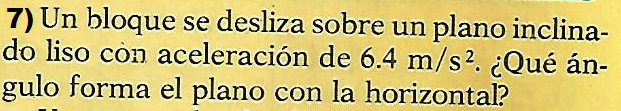 7) Un bloque se desliza sobre un plano inclina-
do liso con aceleración de 6.4 m/s². ¿Qué án-
gulo forma el plano con la horizontal?